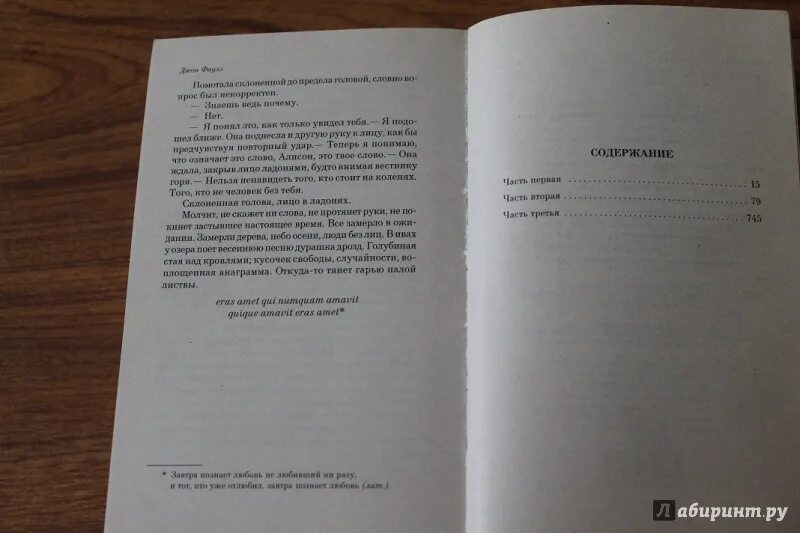 Джон Фаулз
Помотала склоненной до предела головой, словно во-
прос был некорректен.
— Знаешь ведь почему.
— Нет.
— Я понял это, как только увидел тебя.— Я подо-
шел ближе. Она поднесла и другую руку к лицу, как бы
предчувствуя повторный удар.— Теперь я понимаю,
что означает это слово, Алисон, это твое слово.— Она
ждала, закрыв лицо ладонями, будто внимая вестнику
горя.— Нельзя ненавидеть того, кто стоит на коленях.
Того, кто не человек без тебя.
Склоненная голова, лицо в ладонях.
Молчит, не скажет ни слова, не протянет руки, не по-
кинет застывшее настоящее время. Все замерло в ожи-
дании. Замерли дерева, небо осени, люди без лиц. В ивах
у озера поет весеннюю песню дурашка дрозд. Голубиная
стая над кровлями; кусочек свободы, случайности, во-
площенная анаграмма. Откуда-то тянет гарью палой
листвы.
eras amet qui numquam amavit
quique amavit eras amet*
* Завтра познает любовь не любивший ни разу,
и тот, кто уже отлюбил, завтра познает любовь (лат.).
СОДЕРЖАНИЕ
Часть первая 15
Часть вторая 79
Часть третья 745
Лабиринт.ру